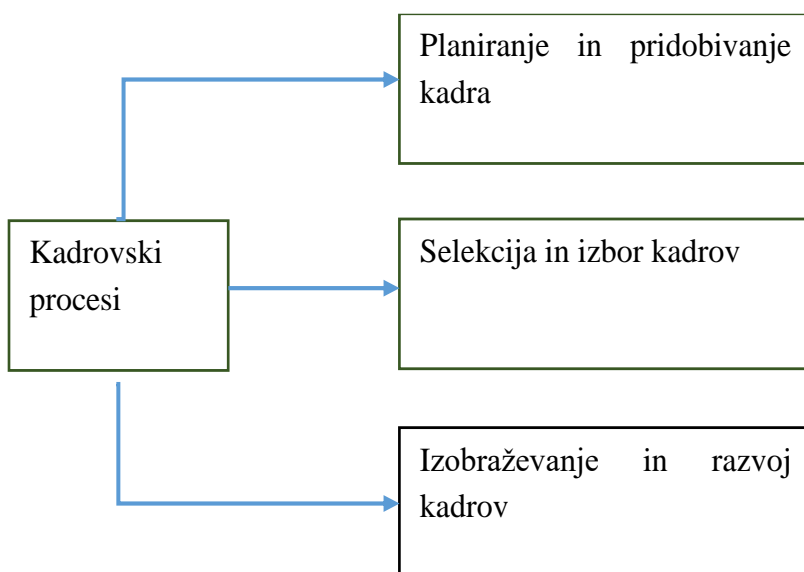 Planiranje in pridobivanje
kadra
Kadrovski
procesi
Selekcija in izbor kadrov
Izobraževanje in razvoj
kadrov